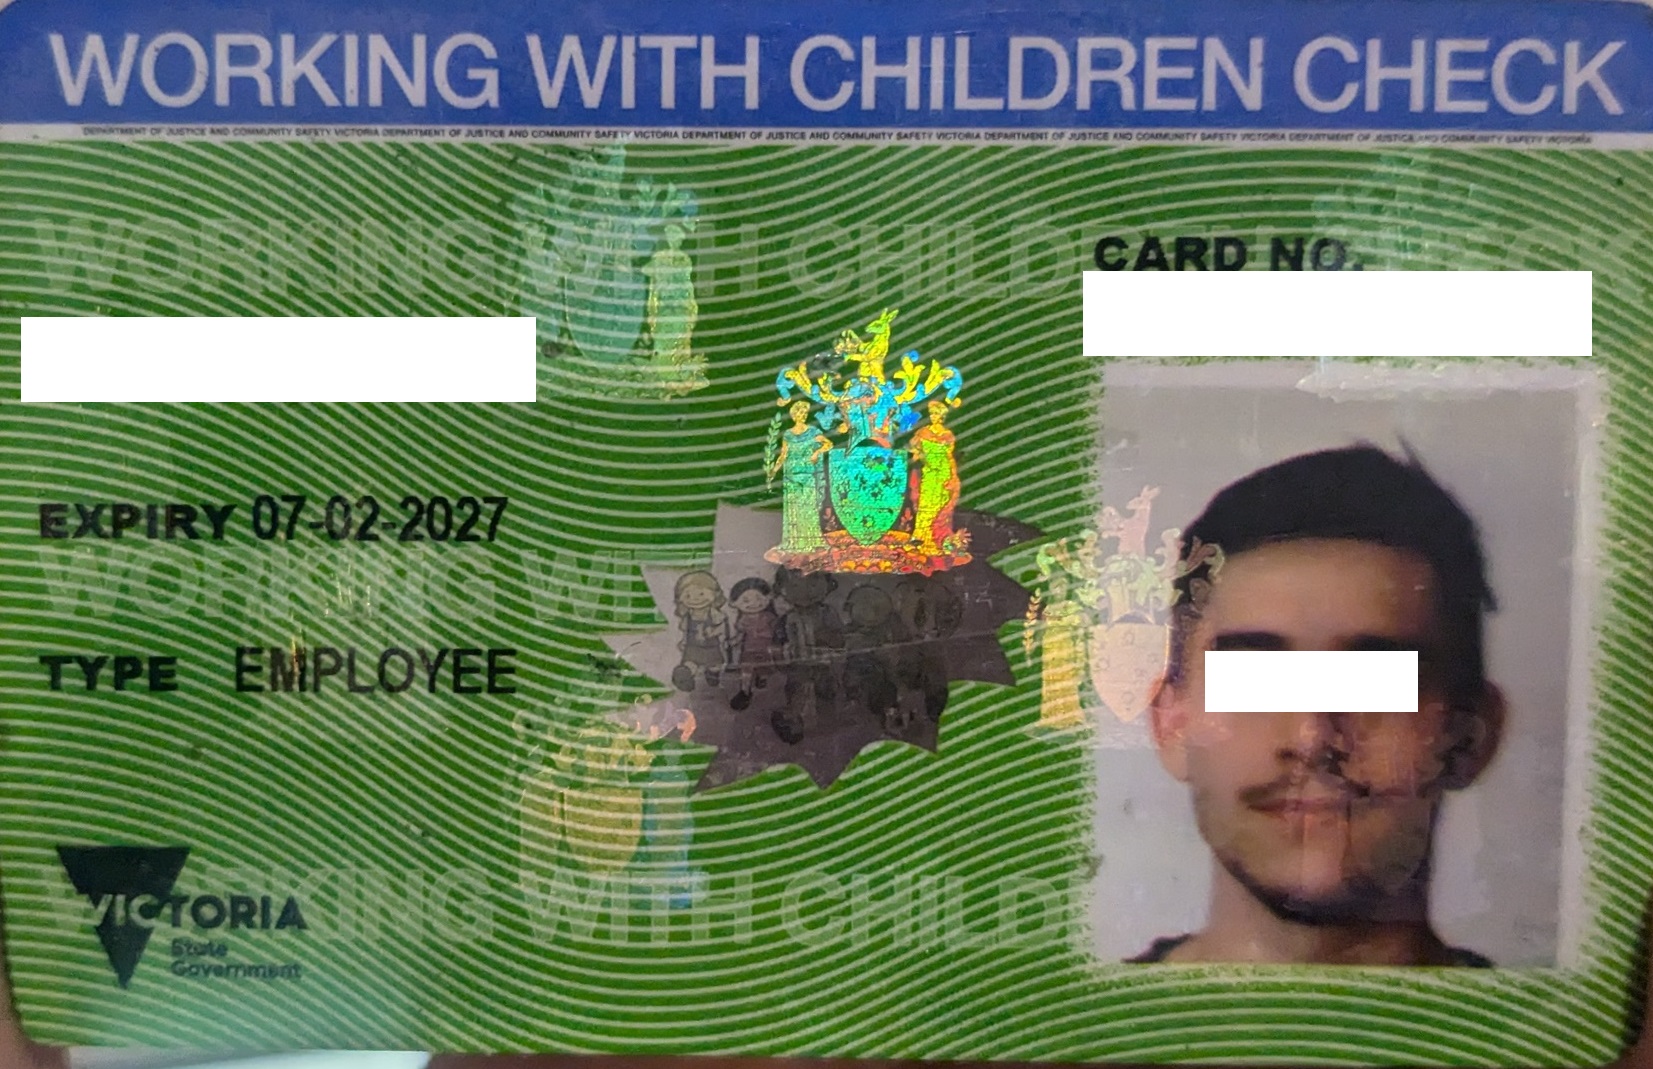 WORKING WITH CHILDREN CHECK
DEPARTMENT OF JUSTICE AND COMMUNITY SAFETY VICTORIA DEPARTMENT OF JUSTICE AND COMMUNITY SAFETY VICTORIA DEPARTMENT OF JUSTICE AND COMMUNITY SAFETY VICTORIA DEPARTMENT OF JUSTICE AND COMMUNITY SAFETY VICTORIA DEPARTMENT OF JUSTICE AND COMMUNITY SAFETY VICTORIA
WORKING WITH CHILDREN CHECK
CARD NO.
EXPIRY 07-02-2027
WORKING WIT
TYPE EMPLOYEE
WORKING WITH CHILD
VICTORIA
State
Government